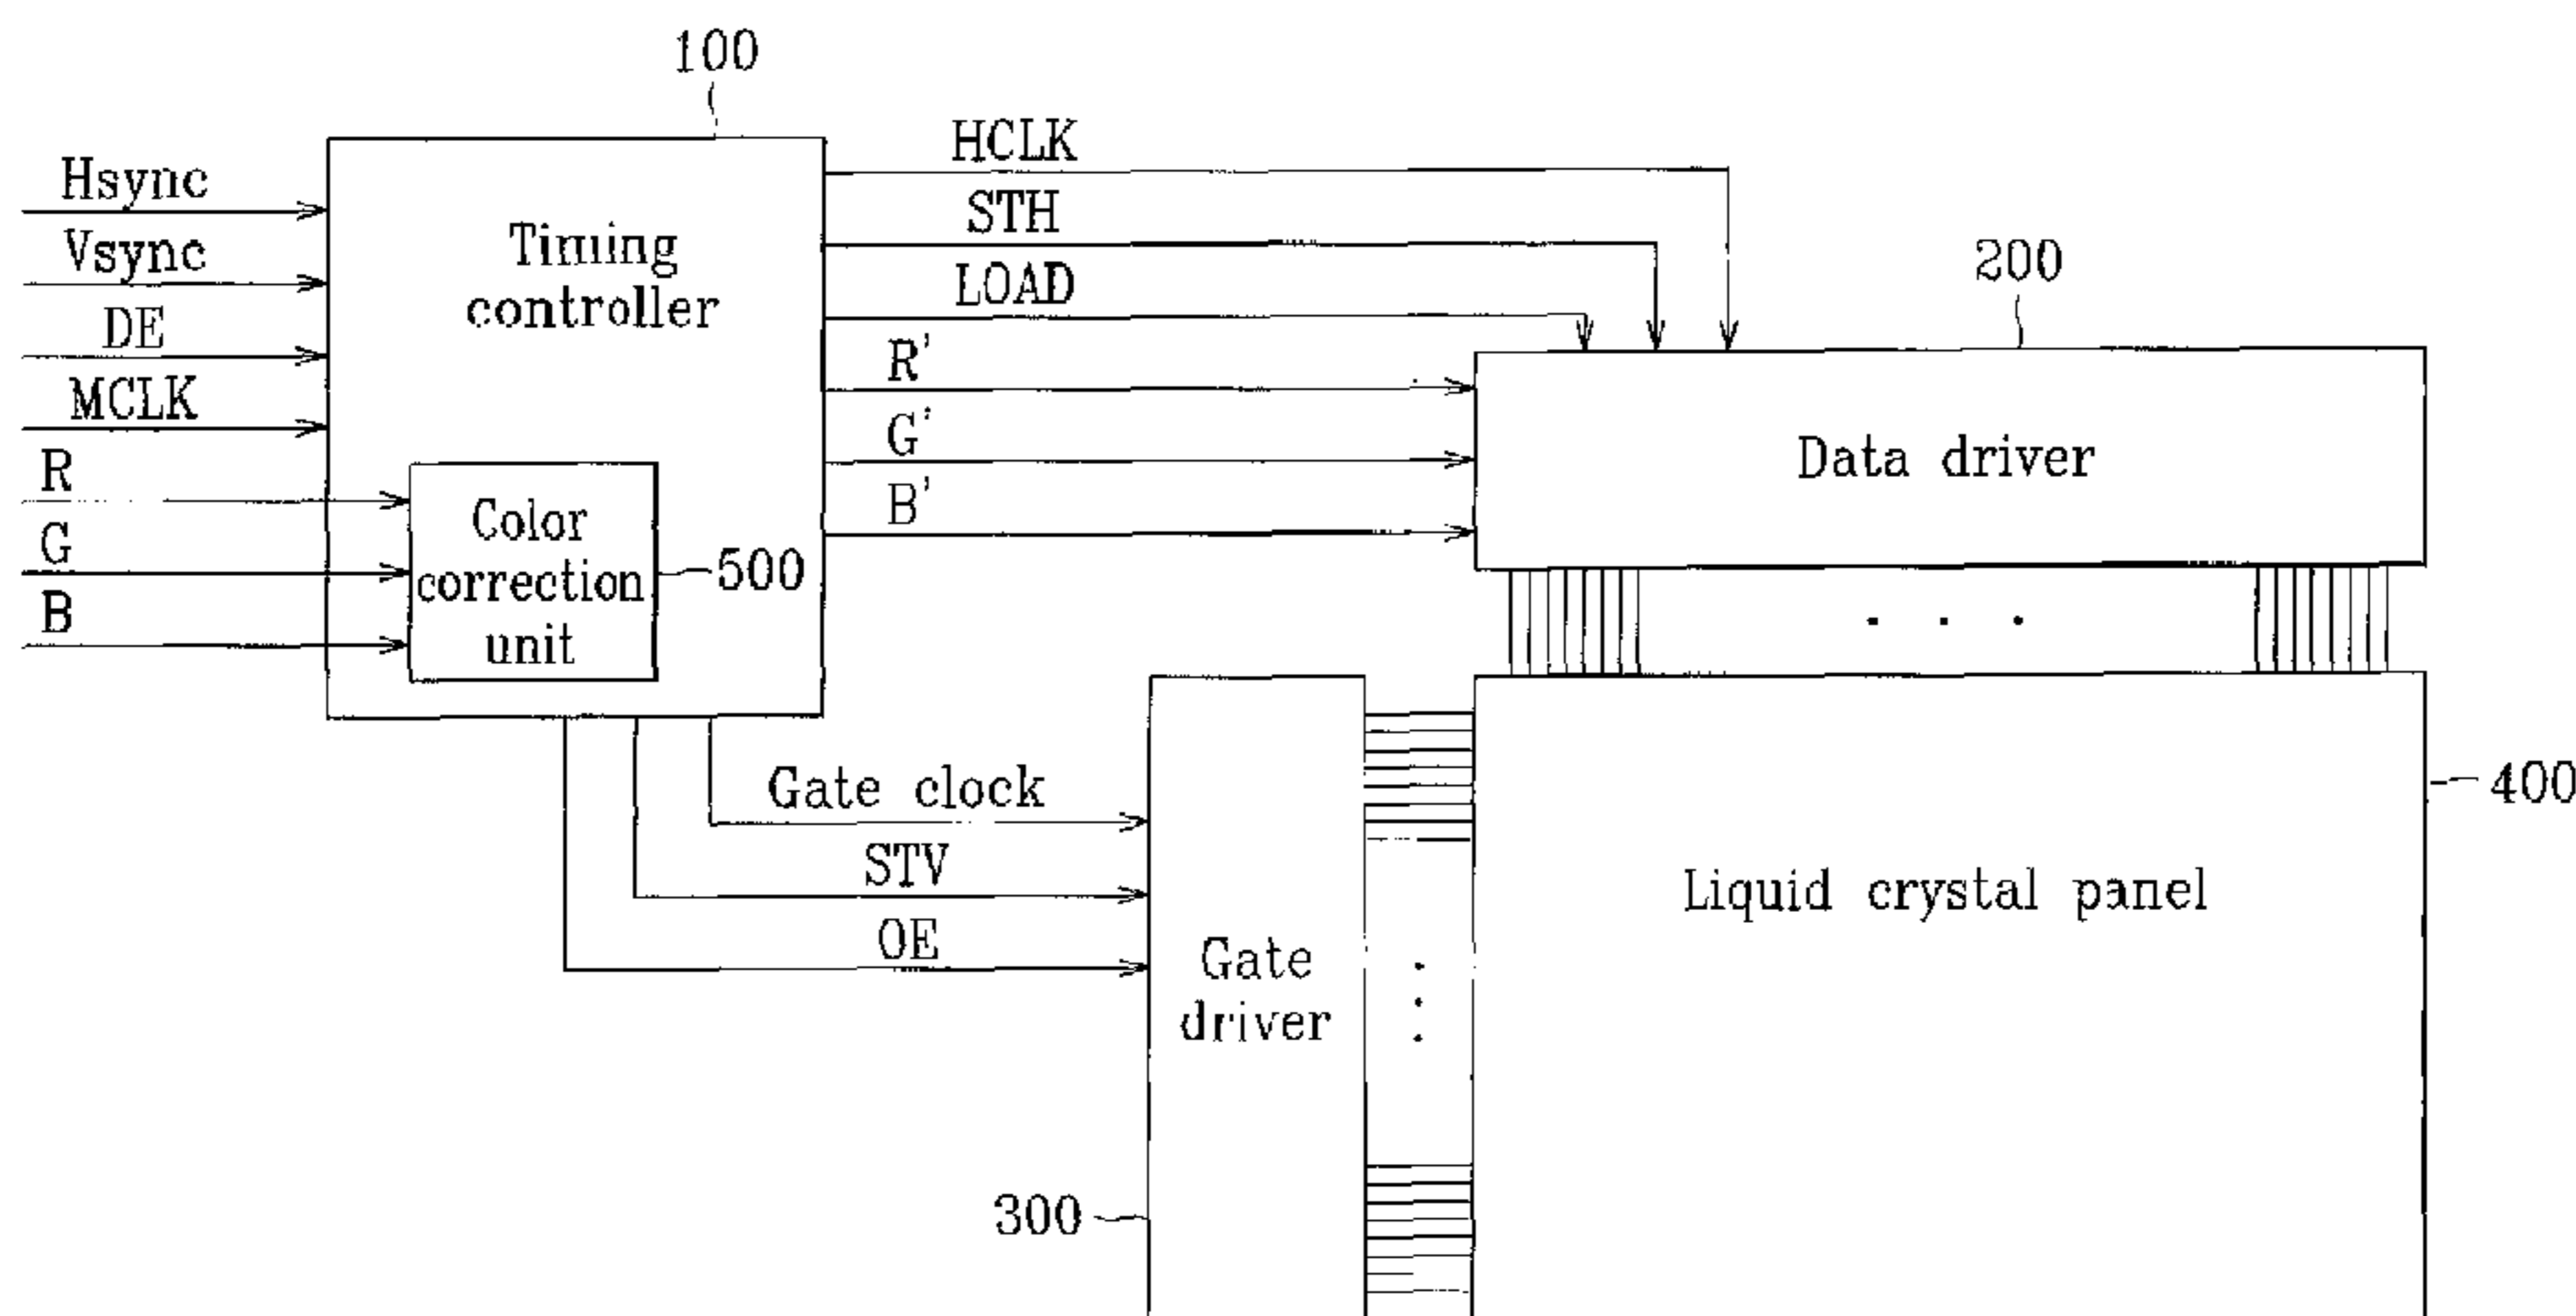 100
Hsync
Vsync
DE
MCLK
R
G
B
Timing
controller
Color
correction
unit
500
HCLK
STH
LOAD
R'
G'
B'
200
Data driver
Gate clock
STV
OE
Gate
driver
300
Liquid crystal panel
400